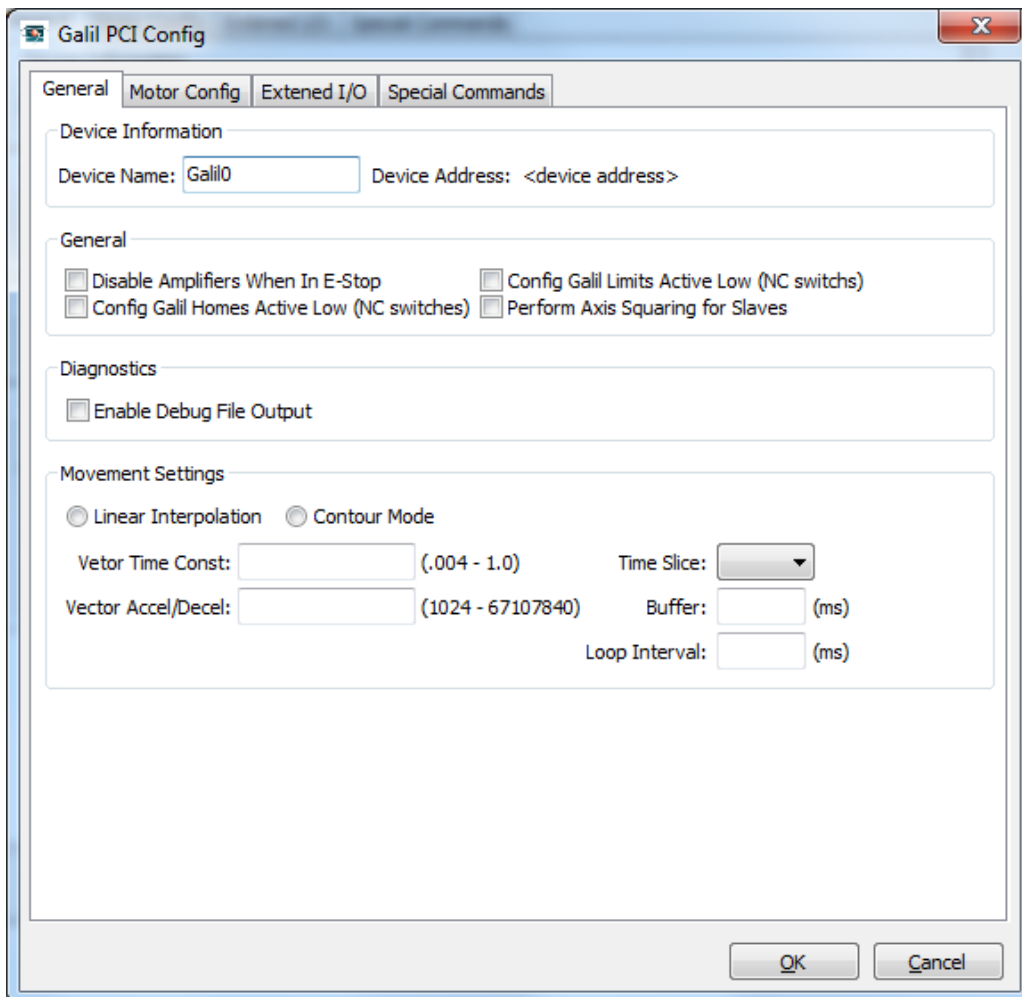 Galil PCI Config
General Motor Config Extened I/O Special Commands
Device Information
Device Name: Galil0 Device Address: <device address>
General
Disable Amplifiers When In E-Stop Config Galil Limits Active Low (NC switchs)
Config Galil Homes Active Low (NC switches) Perform Axis Squaring for Slaves
Diagnostics
Enable Debug File Output
Movement Settings
Linear Interpolation Contour Mode
Vetor Time Const: (.004 - 1.0) Time Slice:
Vector Accel/Decel: (1024 - 67107840) Buffer: (ms)
Loop Interval: (ms)
OK Cancel